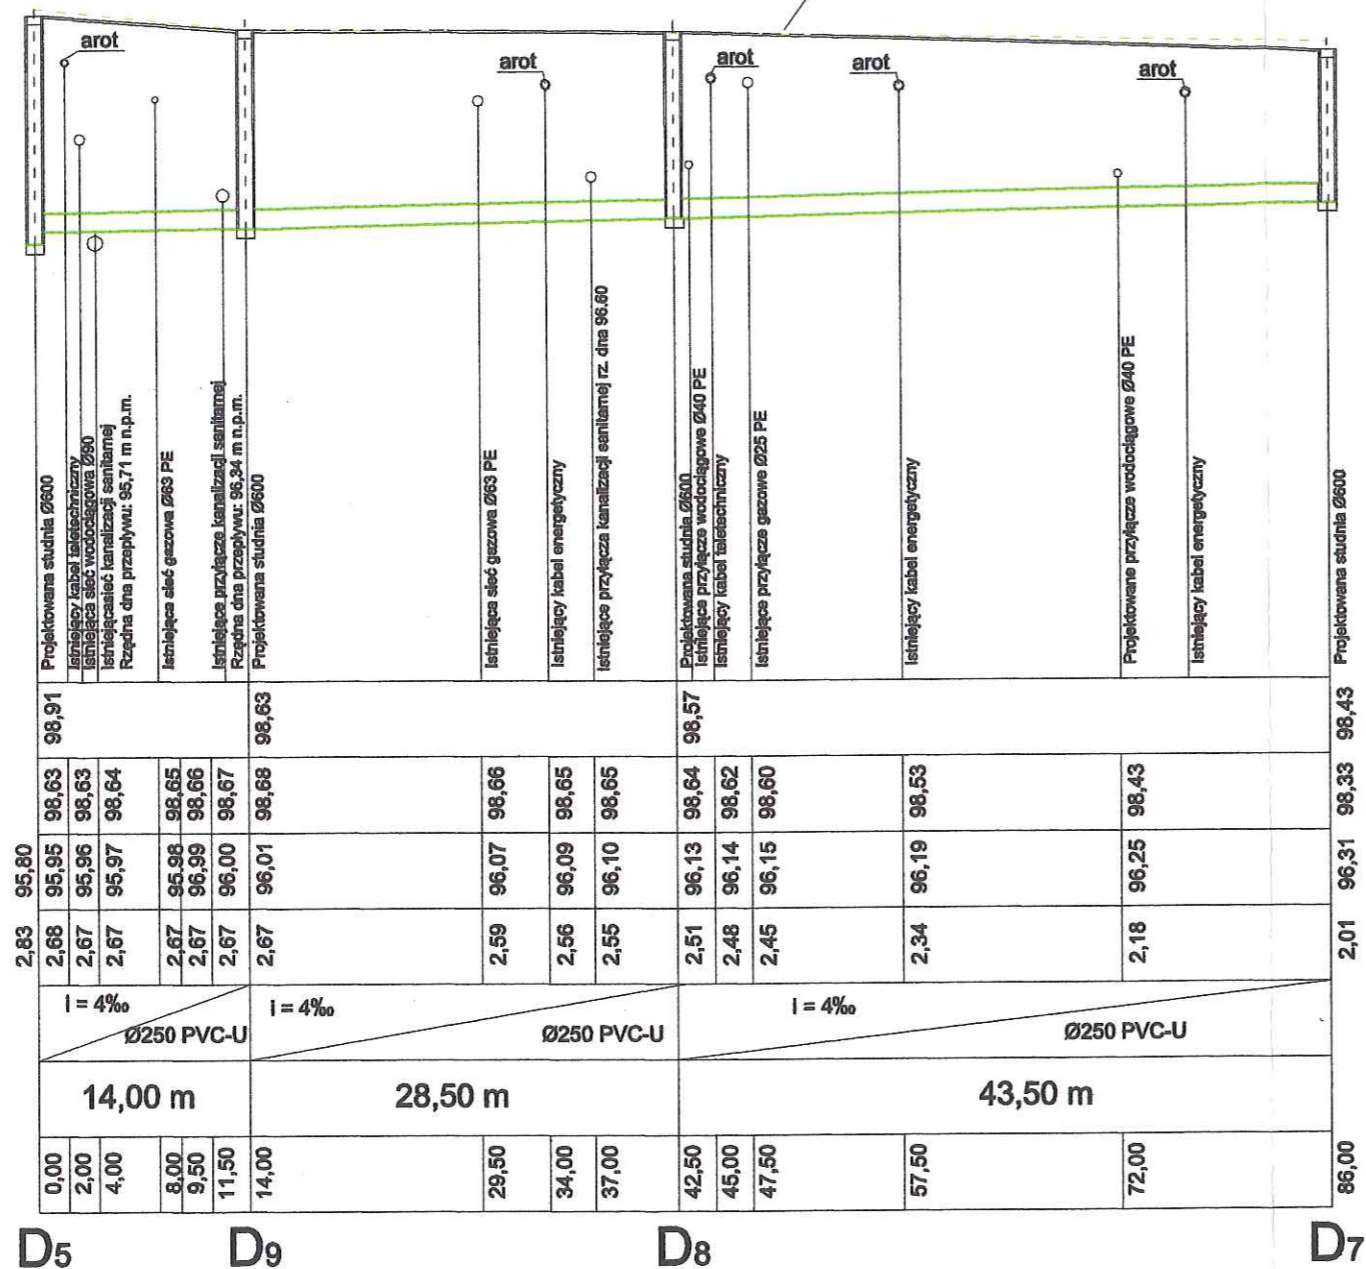 arot
arot
arot
arot
arot
Projektowana studnia Ø600
Istniejący kabel teletechniczny
Istniejąca sieć wodociągowa Ø90
Istniejącasieć kanalizacji sanitarnej
Rzędna dna przepływu: 95,71 m n.p.m.
Istniejąca sieć gazowa Ø63 PE
Istniejące przyłącze kanalizacji sanitarnej
Rzędna dna przepływu: 96,34 m n.p.m.
Projektowana studnia Ø600
Istniejąca sieć gazowa Ø63 PE
Istniejący kabel energetyczny
Istniejące przyłącza kanalizacji sanitarnej rz. dna 96.60
Projektowana studnia Ø600
Istniejące przyłącze wodociągowe Ø40 PE
Istniejący kabel teletechniczny
Istniejące przyłącze gazowe Ø25 PE
Istniejący kabel energetyczny
Projektowane przyłącze wodociągowe Ø40 PE
Istniejący kabel energetyczny
Projektowana studnia Ø600
98,91 98,63 98,57 98,43
98,63 98,63 98,64 98,65 98,66 98,67 98,68 98,66 98,65 98,65 98,64 98,62 98,60 98,53 98,43 98,33
95,80 95,95 95,96 95,97 95,98 96,99 96,00 96,01 96,07 96,09 96,10 96,13 96,14 96,15 96,19 96,25 96,31
2,83 2,68 2,67 2,67 2,67 2,67 2,67 2,67 2,59 2,56 2,55 2,51 2,48 2,45 2,34 2,18 2,01
i = 4‰ i = 4‰ i = 4‰
Ø250 PVC-U Ø250 PVC-U Ø250 PVC-U
14,00 m 28,50 m 43,50 m
0,00 2,00 4,00 8,00 9,50 11,50 14,00 29,50 34,00 37,00 42,50 45,00 47,50 57,50 72,00 86,00
D5 D9 D8 D7